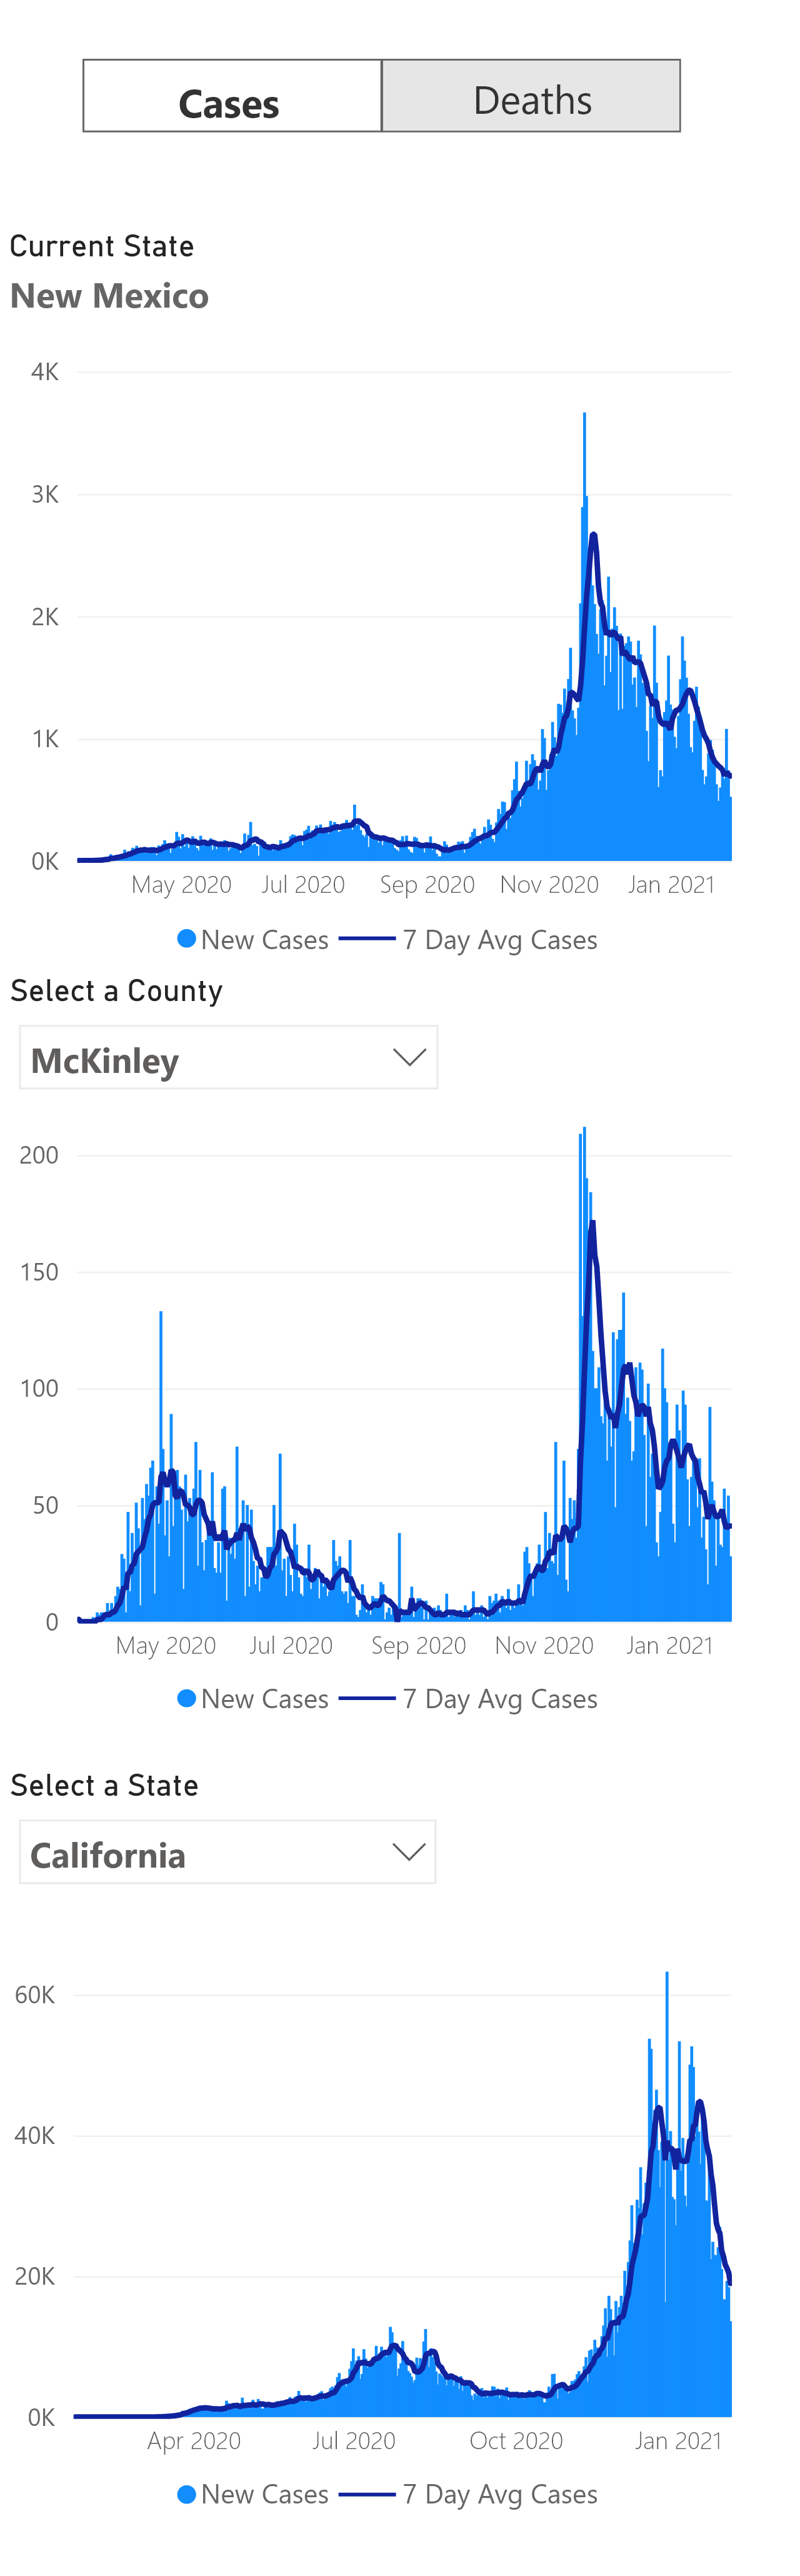 Cases Deaths
Current State
New Mexico
4K
3K
2K
1K
0K
May 2020 Jul 2020 Sep 2020 Nov 2020 Jan 2021
New Cases 7 Day Avg Cases
Select a County
McKinley
200
150
100
50
0
May 2020 Jul 2020 Sep 2020 Nov 2020 Jan 2021
New Cases 7 Day Avg Cases
Select a State
California
60K
40K
20K
0K
Apr 2020 Jul 2020 Oct 2020 Jan 2021
New Cases 7 Day Avg Cases